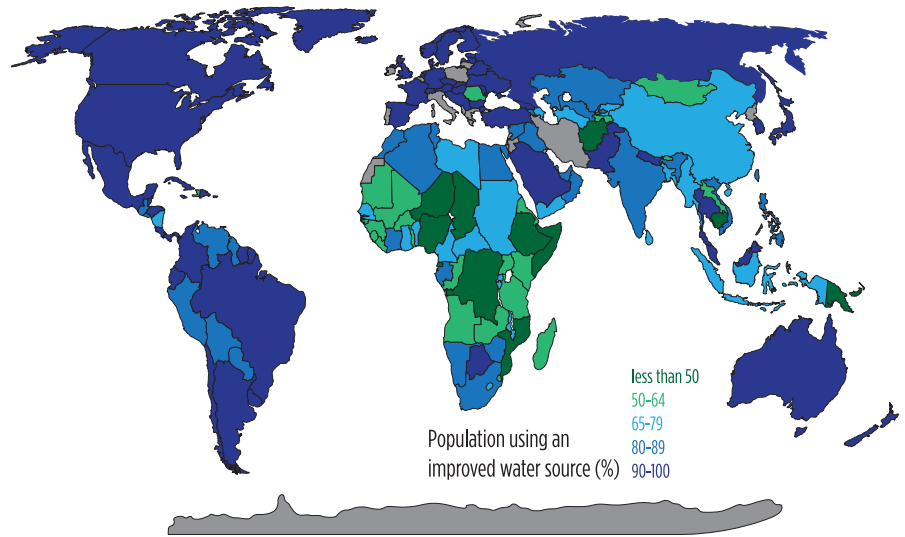 less than 50
50–64
65–79
80–89
90–100
Population using an
improved water source (%)